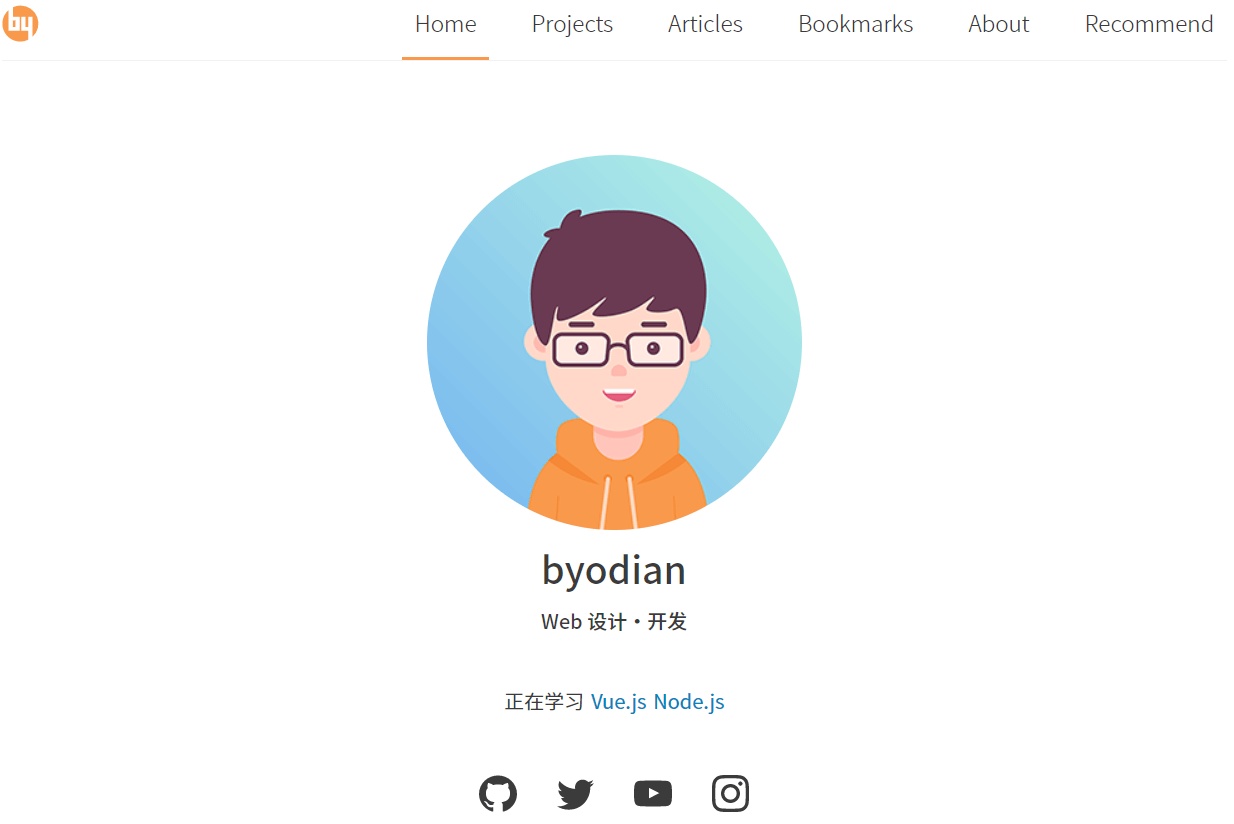 by
Home Projects Articles Bookmarks About Recommend
byodian
Web 设计·开发
正在学习 Vue.js Node.js